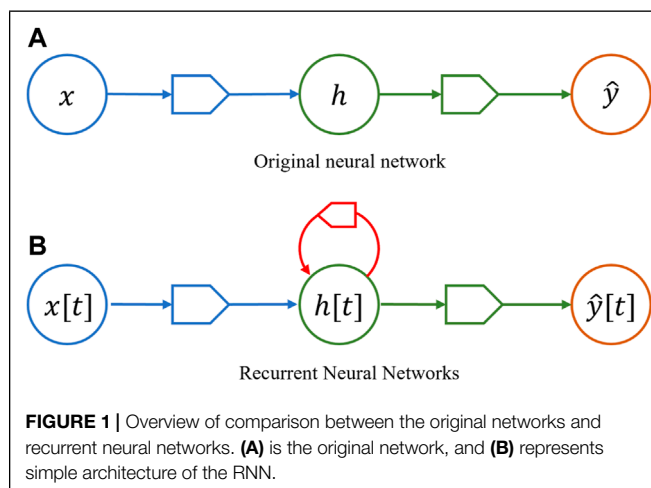 A
x h ŷ
Original neural network
B
x[t] h[t] ŷ[t]
Recurrent Neural Networks
FIGURE 1 | Overview of comparison between the original networks and
recurrent neural networks. (A) is the original network, and (B) represents
simple architecture of the RNN.